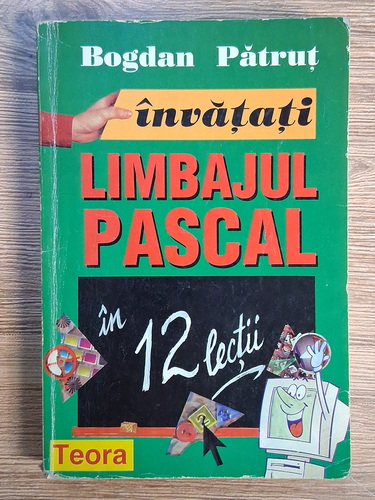 Bogdan Pătruț
învățați
LIMBAJUL
PASCAL
în
12 lecții
Teora